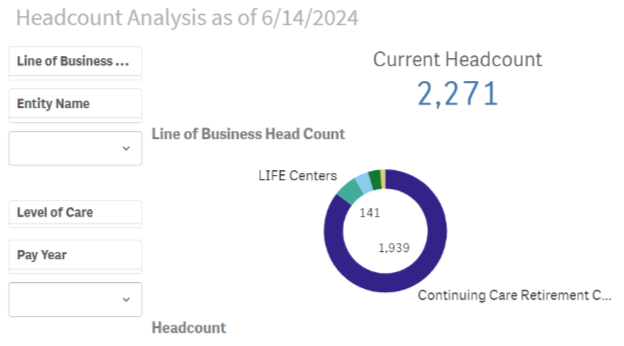 Headcount Analysis as of 6/14/2024
Line of Business ...
Entity Name
Level of Care
Pay Year
Current Headcount
2,271
Line of Business Head Count
LIFE Centers
141
1,939
Continuing Care Retirement C...
Headcount